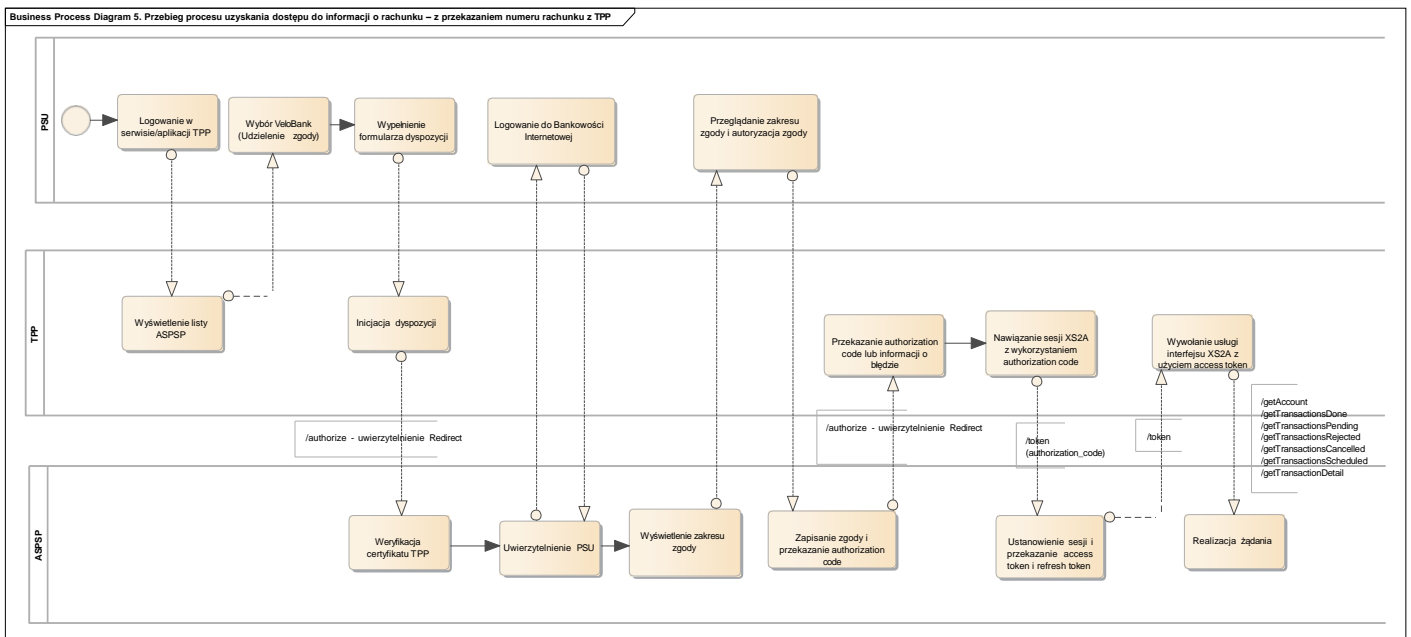 Business Process Diagram 5. Przebieg procesu uzyskania dostępu do informacji o rachunku – z przekazaniem numeru rachunku z TPP
PSU
Logowanie w
serwisie/aplikacji TPP
Wybór VeloBank
(Udzielenie zgody)
Wypełnienie
formularza dyspozycji
Logowanie do Bankowości
Internetowej
Przeglądanie zakresu
zgody i autoryzacja zgody
TPP
Wyświetlenie listy
ASPSP
Inicjacja dyspozycji
Przekazanie authorization
code lub informacji o
błędzie
Nawiązanie sesji XS2A
z wykorzystaniem
authorization code
Wywołanie usługi
interfejsu XS2A z
użyciem access token
/authorize - uwierzytelnienie Redirect
/authorize - uwierzytelnienie Redirect
/token
(authorization_code)
/token
/getAccount
/getTransactionsDone
/getTransactionsPending
/getTransactionsRejected
/getTransactionsCancelled
/getTransactionsScheduled
/getTransactionDetail
ASPSP
Weryfikacja
certyfikatu TPP
Uwierzytelnienie PSU
Wyświetlenie zakresu
zgody
Zapisanie zgody i
przekazanie authorization
code
Ustanowienie sesji i
przekazanie access
token i refresh token
Realizacja żądania